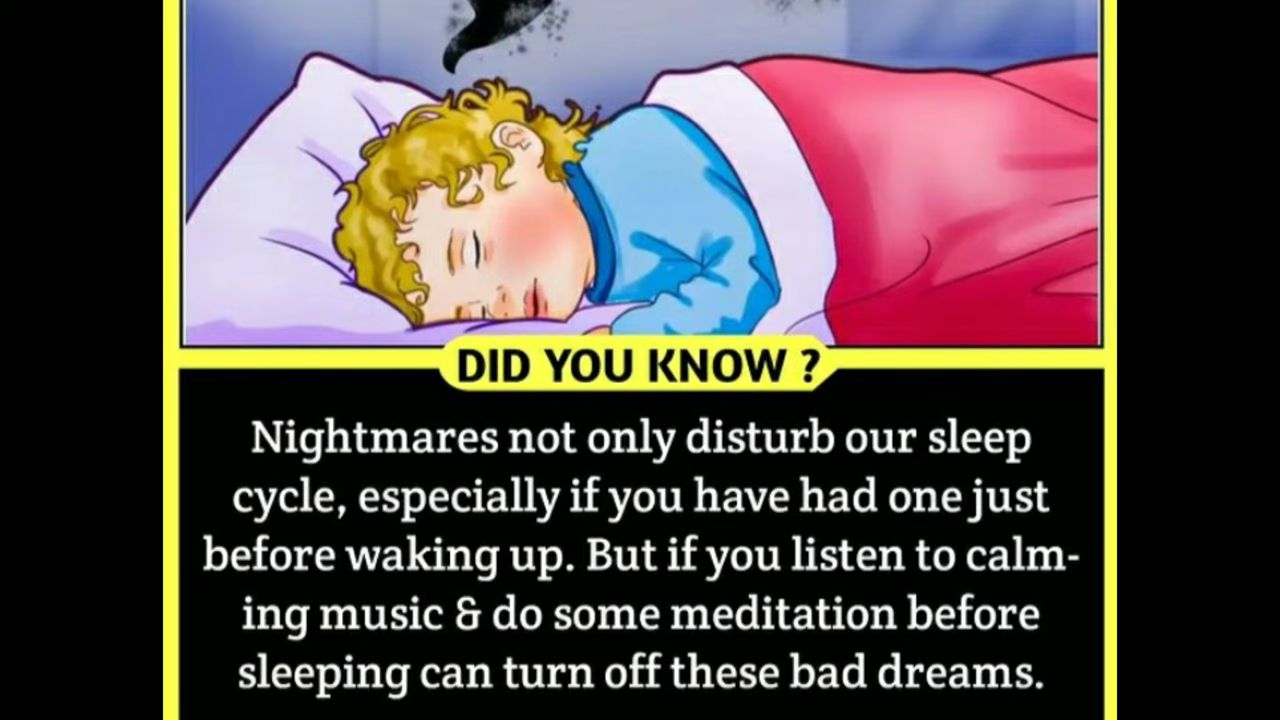 DID YOU KNOW ?
Nightmares not only disturb our sleep
cycle, especially if you have had one just
before waking up. But if you listen to calm-
ing music & do some meditation before
sleeping can turn off these bad dreams.